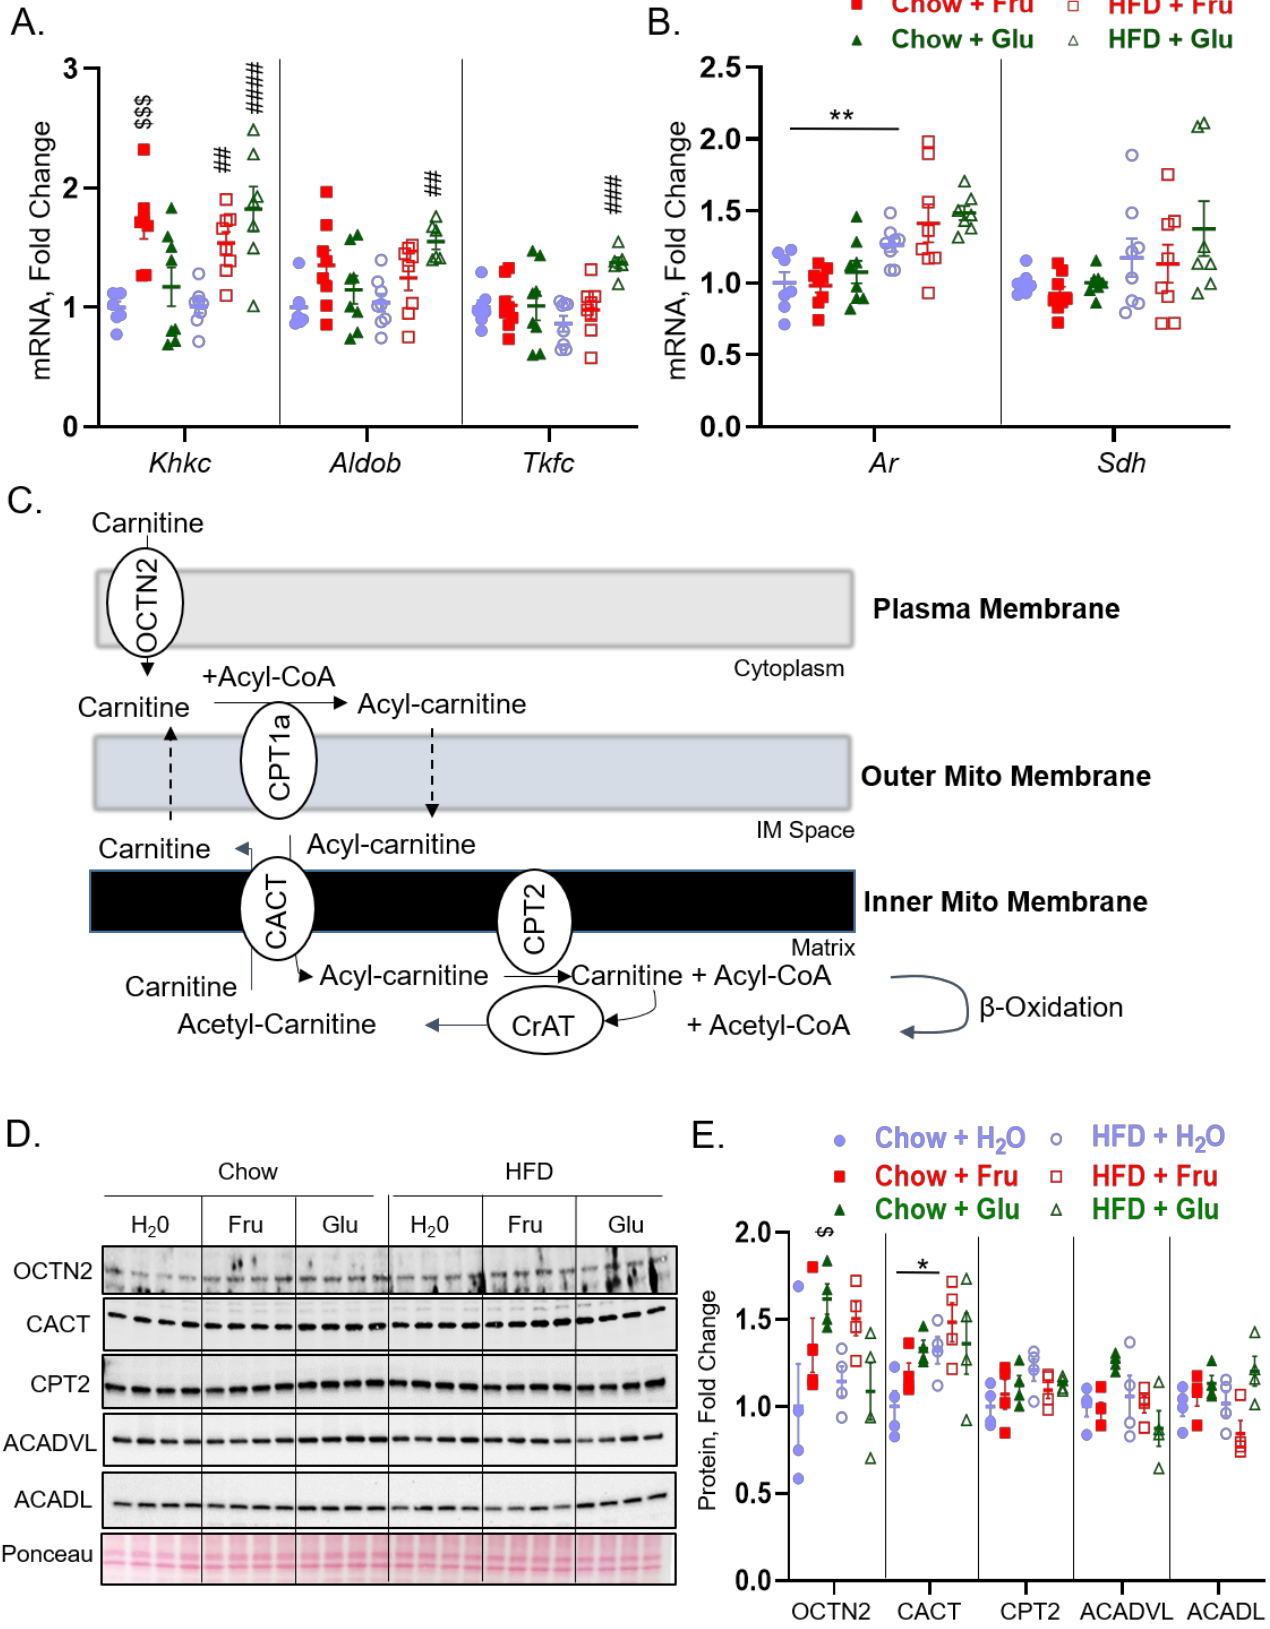 A.
B.
Chow + Fru
HFD + Fru
Chow + Glu
HFD + Glu
mRNA, Fold Change
3
2
1
0
$$$
##
####
##
###
Khkc
Aldob
Tkfc
mRNA, Fold Change
2.5
2.0
1.5
1.0
0.5
0.0
**
Ar
Sdh
C.
Carnitine
OCTN2
Plasma Membrane
Cytoplasm
+Acyl-CoA
Carnitine
Acyl-carnitine
CPT1a
Outer Mito Membrane
IM Space
Carnitine
Acyl-carnitine
CACT
CPT2
Inner Mito Membrane
Matrix
Carnitine
Acyl-carnitine
Carnitine + Acyl-CoA
Acetyl-Carnitine
CrAT
+ Acetyl-CoA
β-Oxidation
D.
Chow
HFD
H20
Fru
Glu
H20
Fru
Glu
OCTN2
CACT
CPT2
ACADVL
ACADL
Ponceau
E.
Chow + H2O
HFD + H2O
Chow + Fru
HFD + Fru
Chow + Glu
HFD + Glu
Protein, Fold Change
2.0
1.5
1.0
0.5
0.0
$
*
OCTN2
CACT
CPT2
ACADVL
ACADL